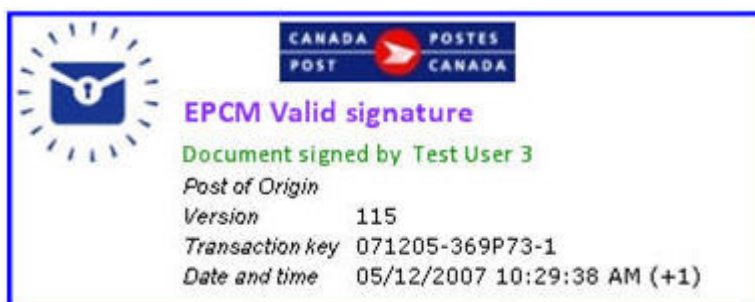 CANADA POSTES
POST CANADA
EPCM Valid signature
Document signed by Test User 3
Post of Origin
Version 115
Transaction key 071205-369P73-1
Date and time 05/12/2007 10:29:38 AM (+1)